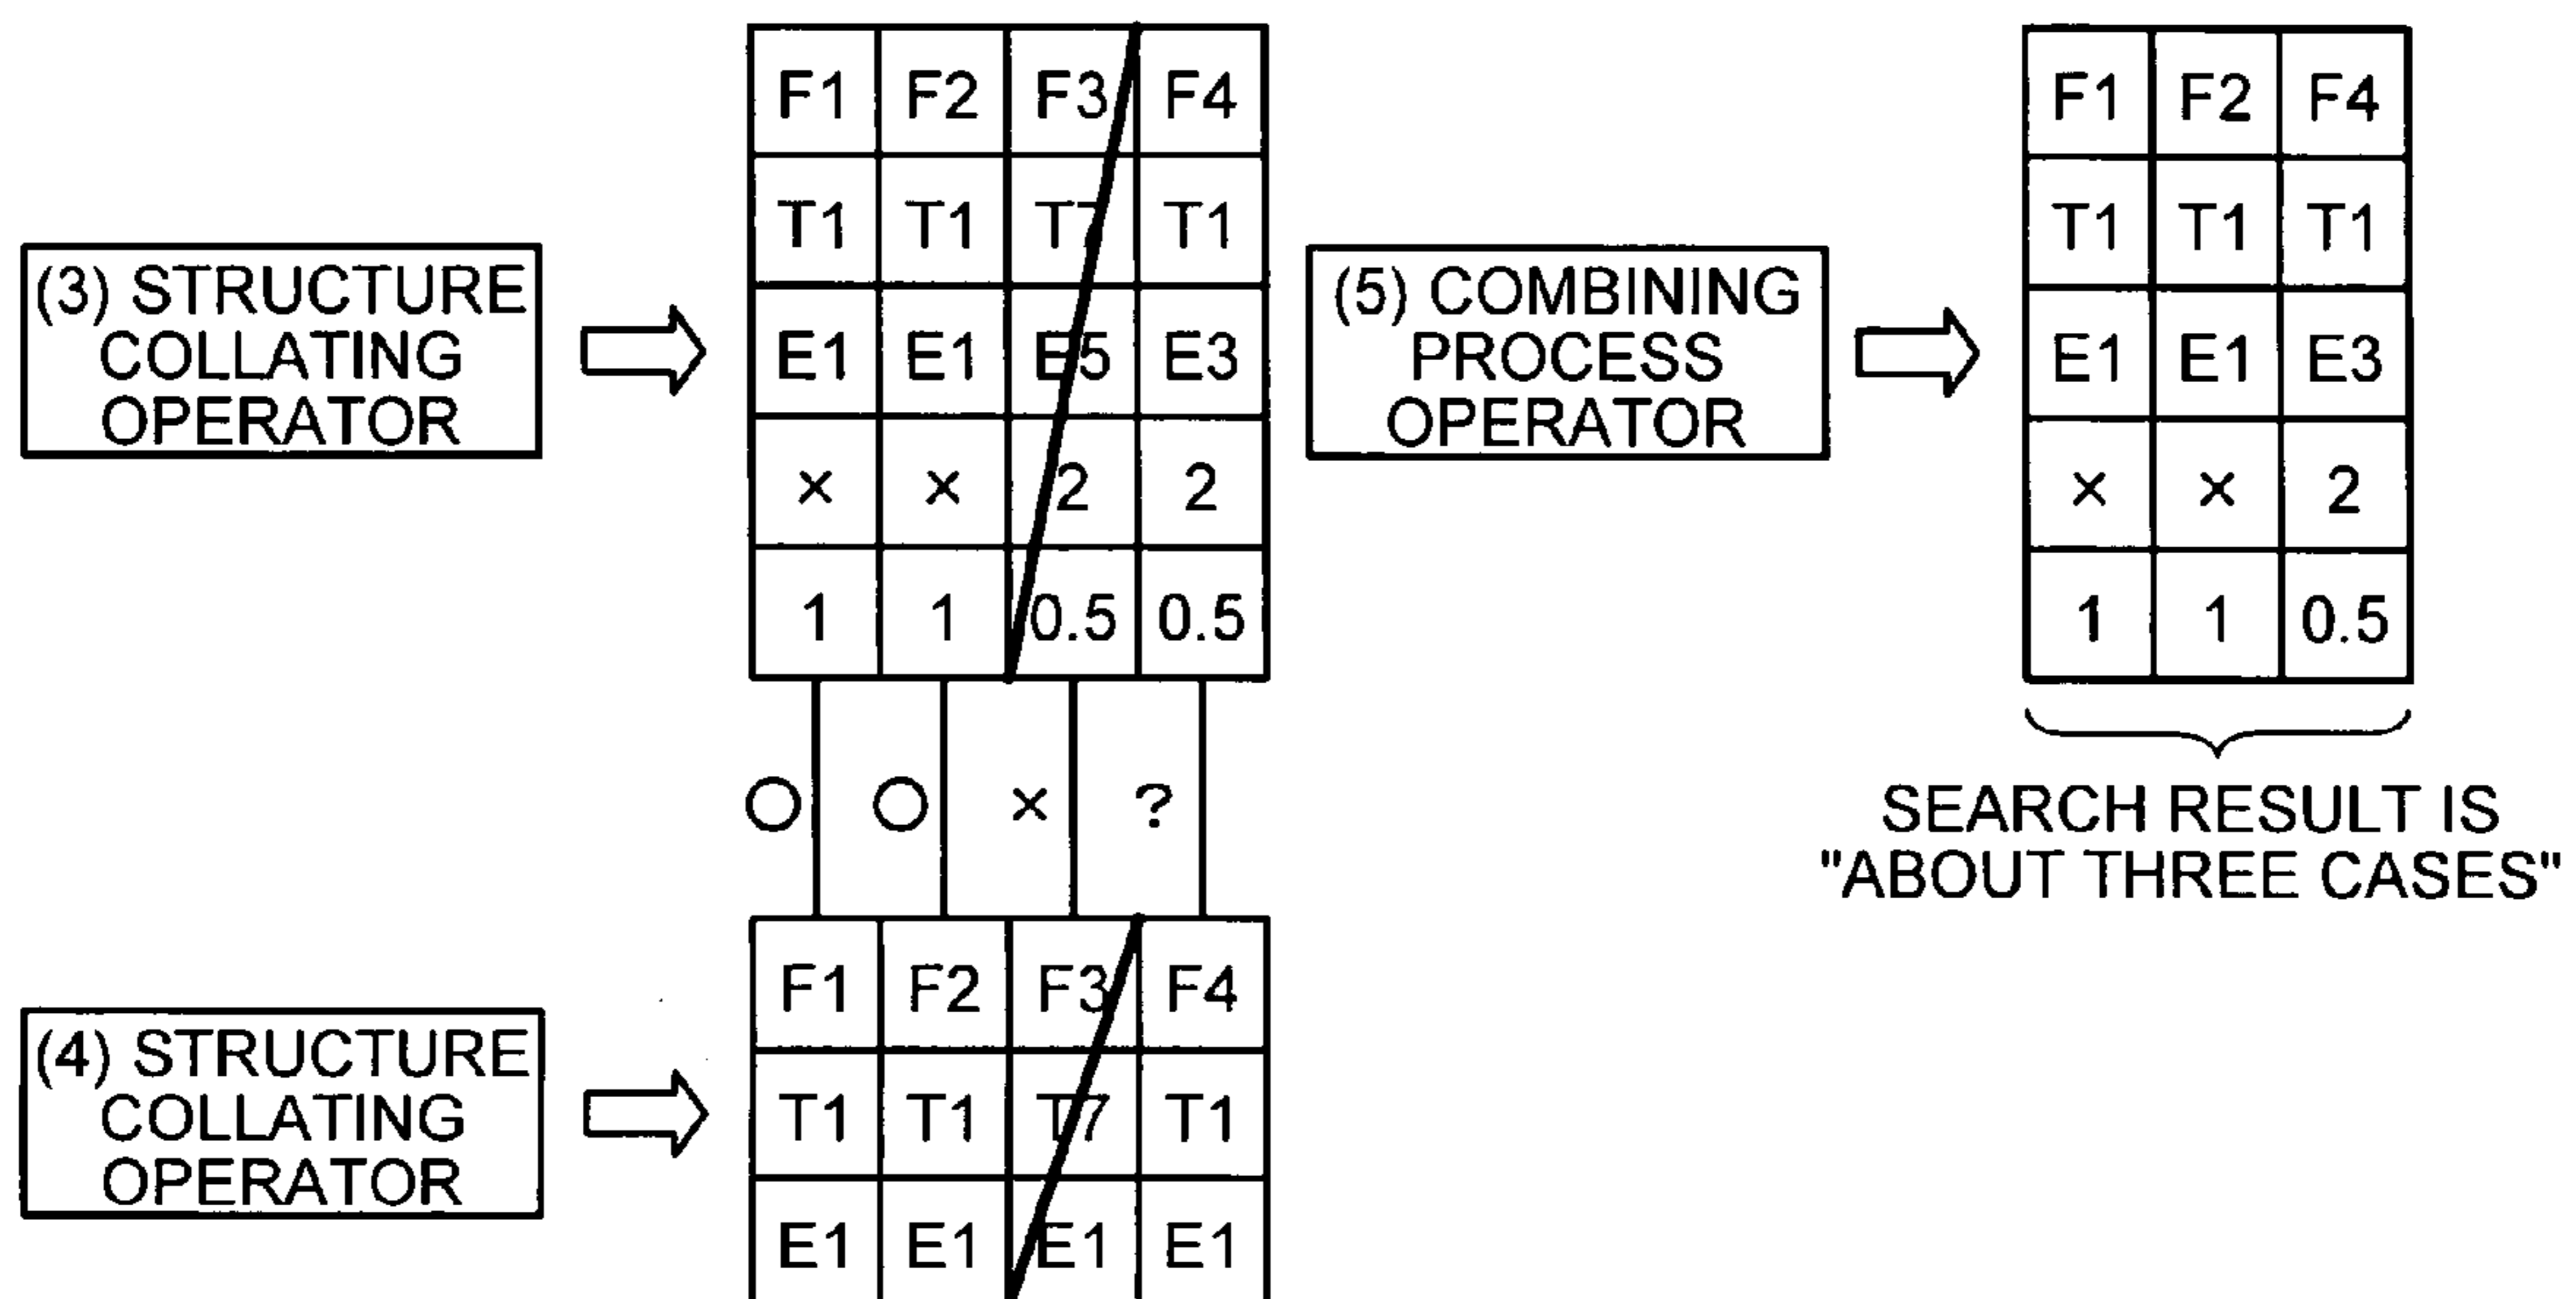 (3) STRUCTURE
COLLATING
OPERATOR
F1 F2 F3 F4
T1 T1 T7 T1
E1 E1 E5 E3
× × 2 2
1 1 0.5 0.5
(5) COMBINING
PROCESS
OPERATOR
F1 F2 F4
T1 T1 T1
E1 E1 E3
× × 2
1 1 0.5
SEARCH RESULT IS
"ABOUT THREE CASES"
○ ○ × ?
(4) STRUCTURE
COLLATING
OPERATOR
F1 F2 F3 F4
T1 T1 T7 T1
E1 E1 E1 E1